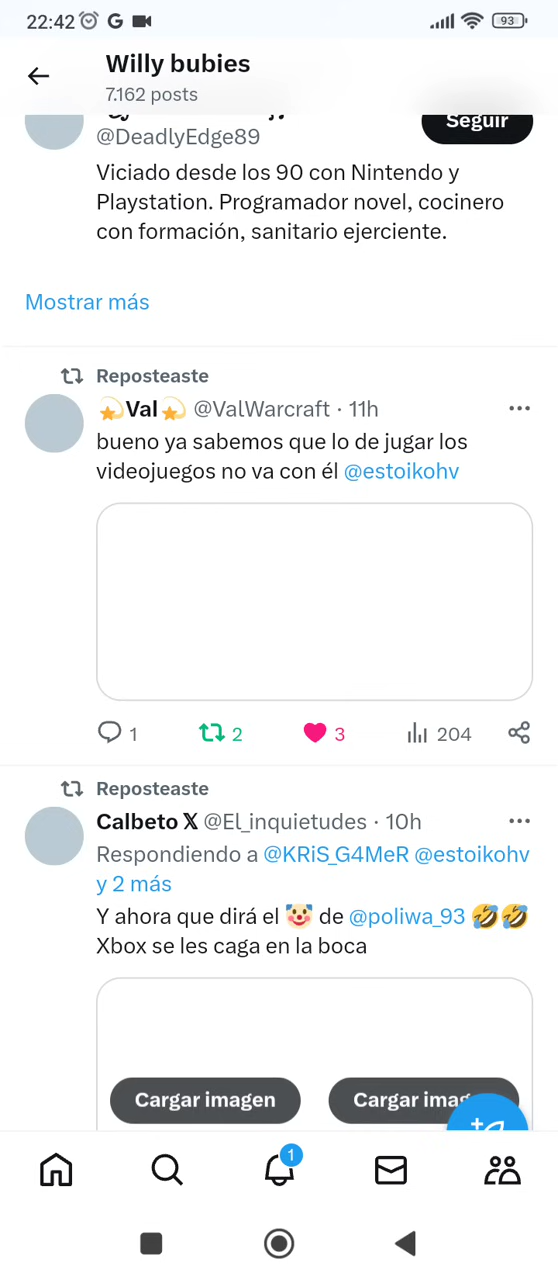 22:42
93
Willy bubies
7.162 posts
@DeadlyEdge89
Seguir
Viciado desde los 90 con Nintendo y
Playstation. Programador novel, cocinero
con formación, sanitario ejerciente.
Mostrar más
Reposteaste
💫Val💫 @ValWarcraft · 11h
bueno ya sabemos que lo de jugar los
videojuegos no va con él @estoikohv
1
2
3
204
Reposteaste
Calbeto 𝕏 @El_inquietudes · 10h
Respondiendo a @KRiS_G4MeR @estoikohv
y 2 más
Y ahora que dirá el 🤡 de @poliwa_93 🤣🤣
Xbox se les caga en la boca
Cargar imagen
Cargar imag
1